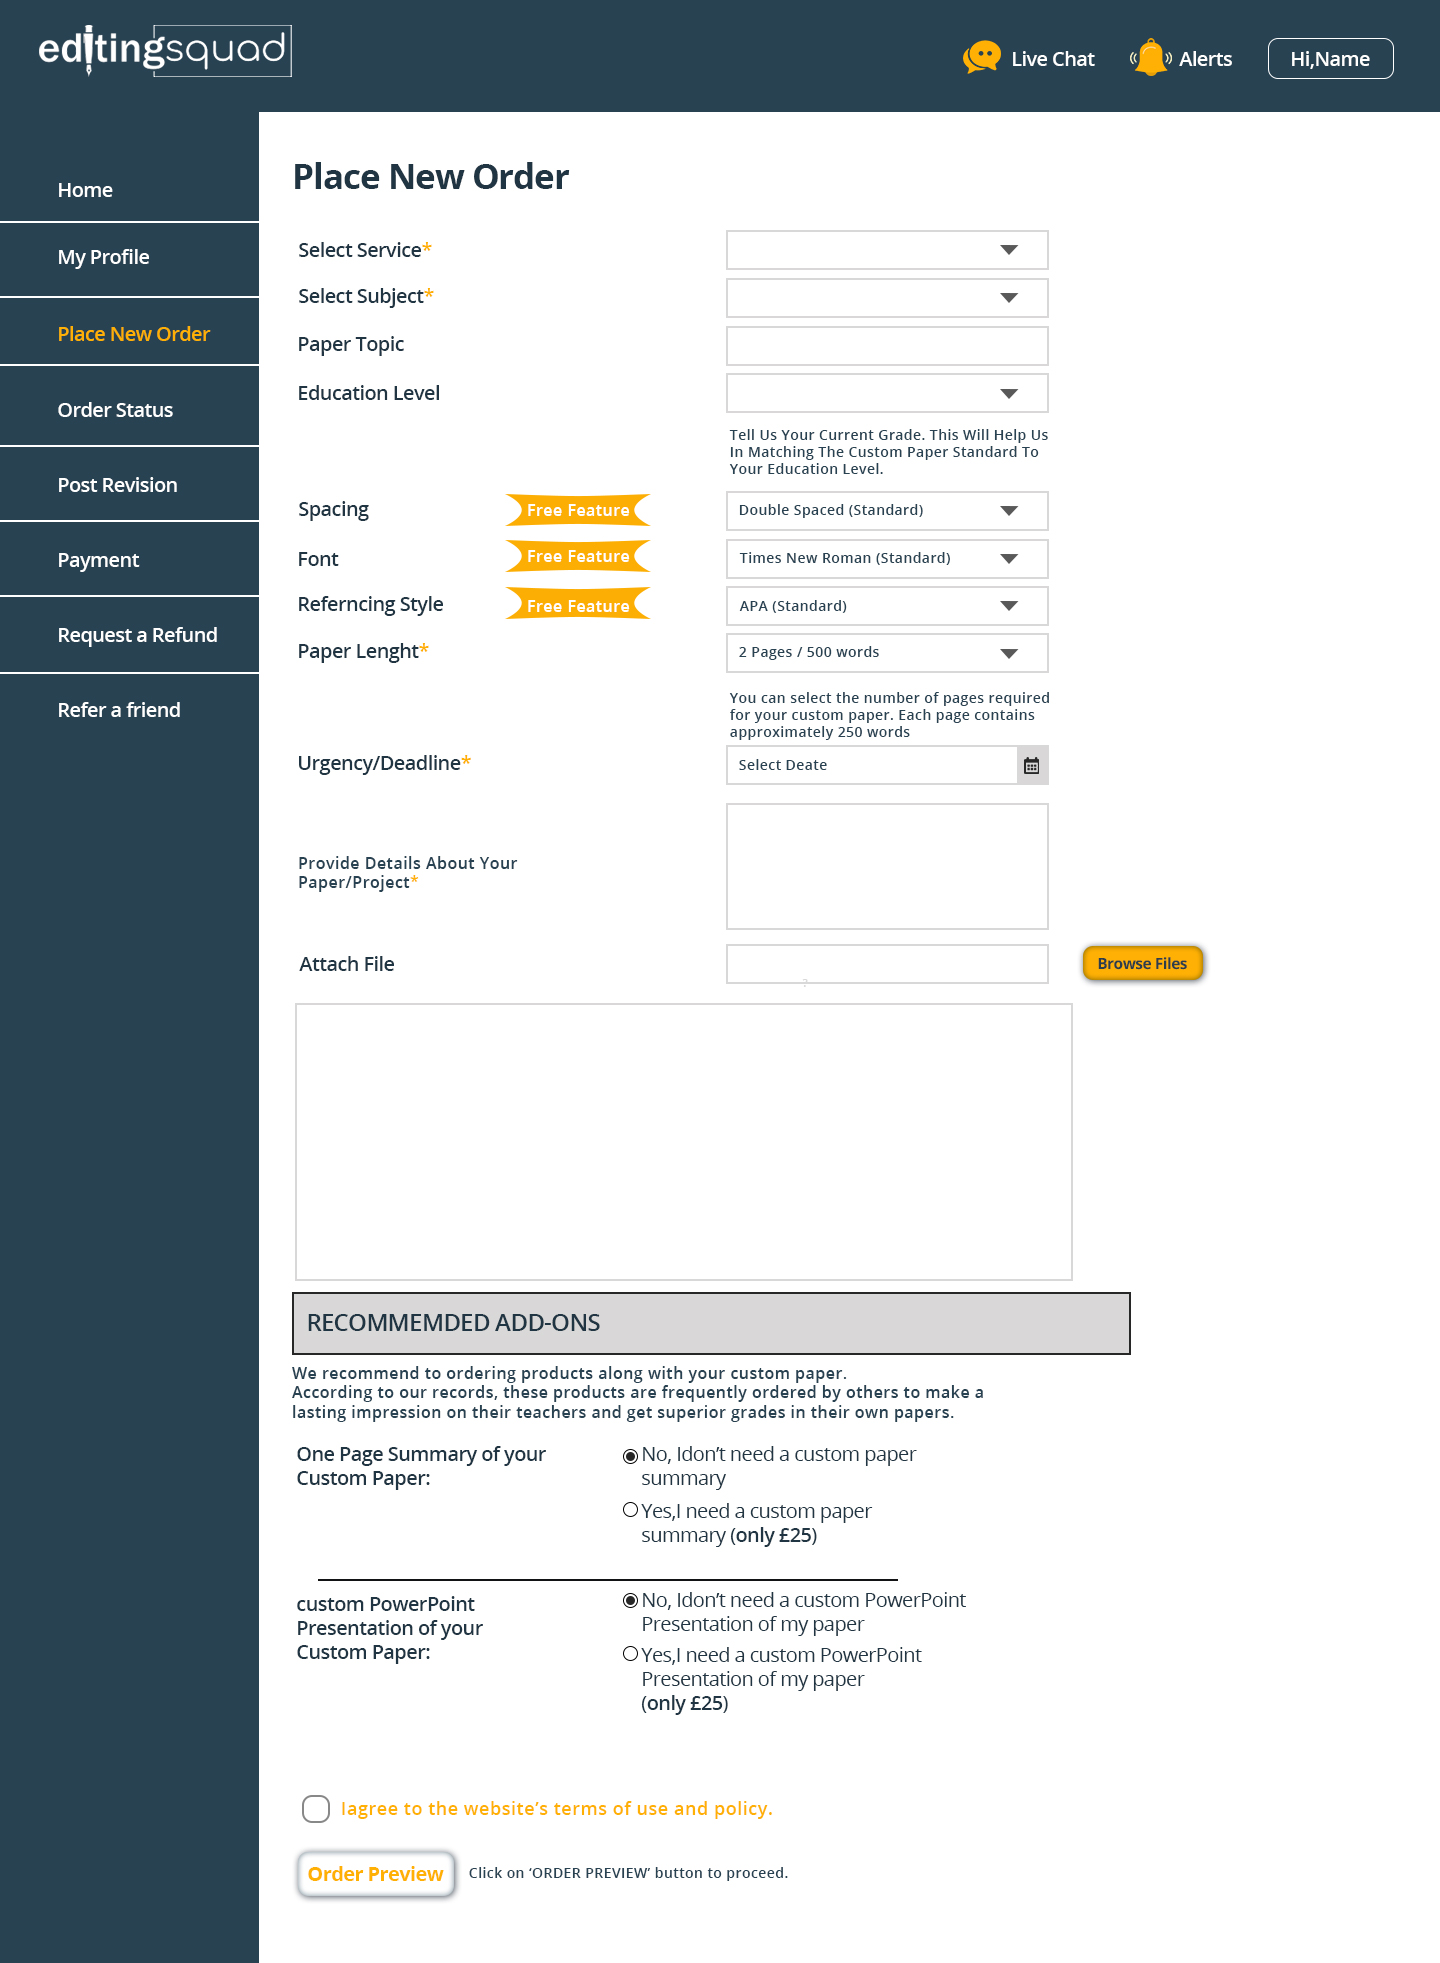 editingsquad
Live Chat
Alerts
Hi,Name
Home
My Profile
Place New Order
Order Status
Post Revision
Payment
Request a Refund
Refer a friend
Place New Order
Select Service*
Select Subject*
Paper Topic
Education Level
Tell Us Your Current Grade. This Will Help Us
In Matching The Custom Paper Standard To
Your Education Level.
Spacing
Free Feature
Double Spaced (Standard)
Font
Free Feature
Times New Roman (Standard)
Referncing Style
Free Feature
APA (Standard)
Paper Lenght*
2 Pages / 500 words
You can select the number of pages required
for your custom paper. Each page contains
approximately 250 words
Urgency/Deadline*
Select Deate
Provide Details About Your
Paper/Project*
Attach File
?
Browse Files
RECOMMEMDED ADD-ONS
We recommend to ordering products along with your custom paper.
According to our records, these products are frequently ordered by others to make a
lasting impression on their teachers and get superior grades in their own papers.
One Page Summary of your
Custom Paper:
No, Idon’t need a custom paper
summary
Yes,I need a custom paper
summary (only £25)
custom PowerPoint
Presentation of your
Custom Paper:
No, Idon’t need a custom PowerPoint
Presentation of my paper
Yes,I need a custom PowerPoint
Presentation of my paper
(only £25)
Iagree to the website’s terms of use and policy.
Order Preview
Click on ‘ORDER PREVIEW’ button to proceed.